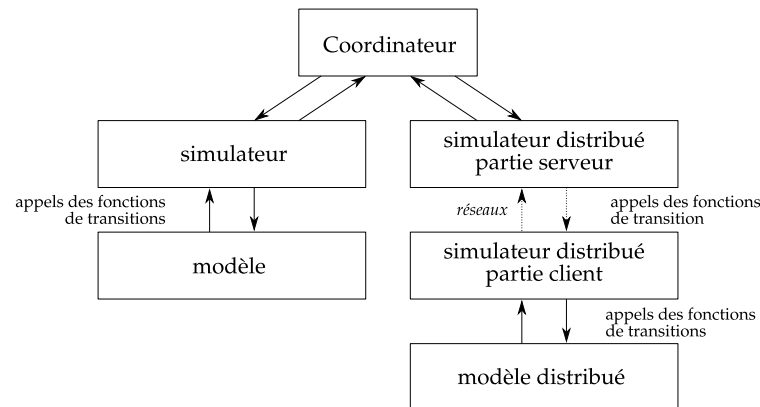 Coordinateur
simulateur
simulateur distribué
partie serveur
appels des fonctions
de transitions
réseaux
appels des fonctions
de transition
modèle
simulateur distribué
partie client
appels des fonctions
de transitions
modèle distribué